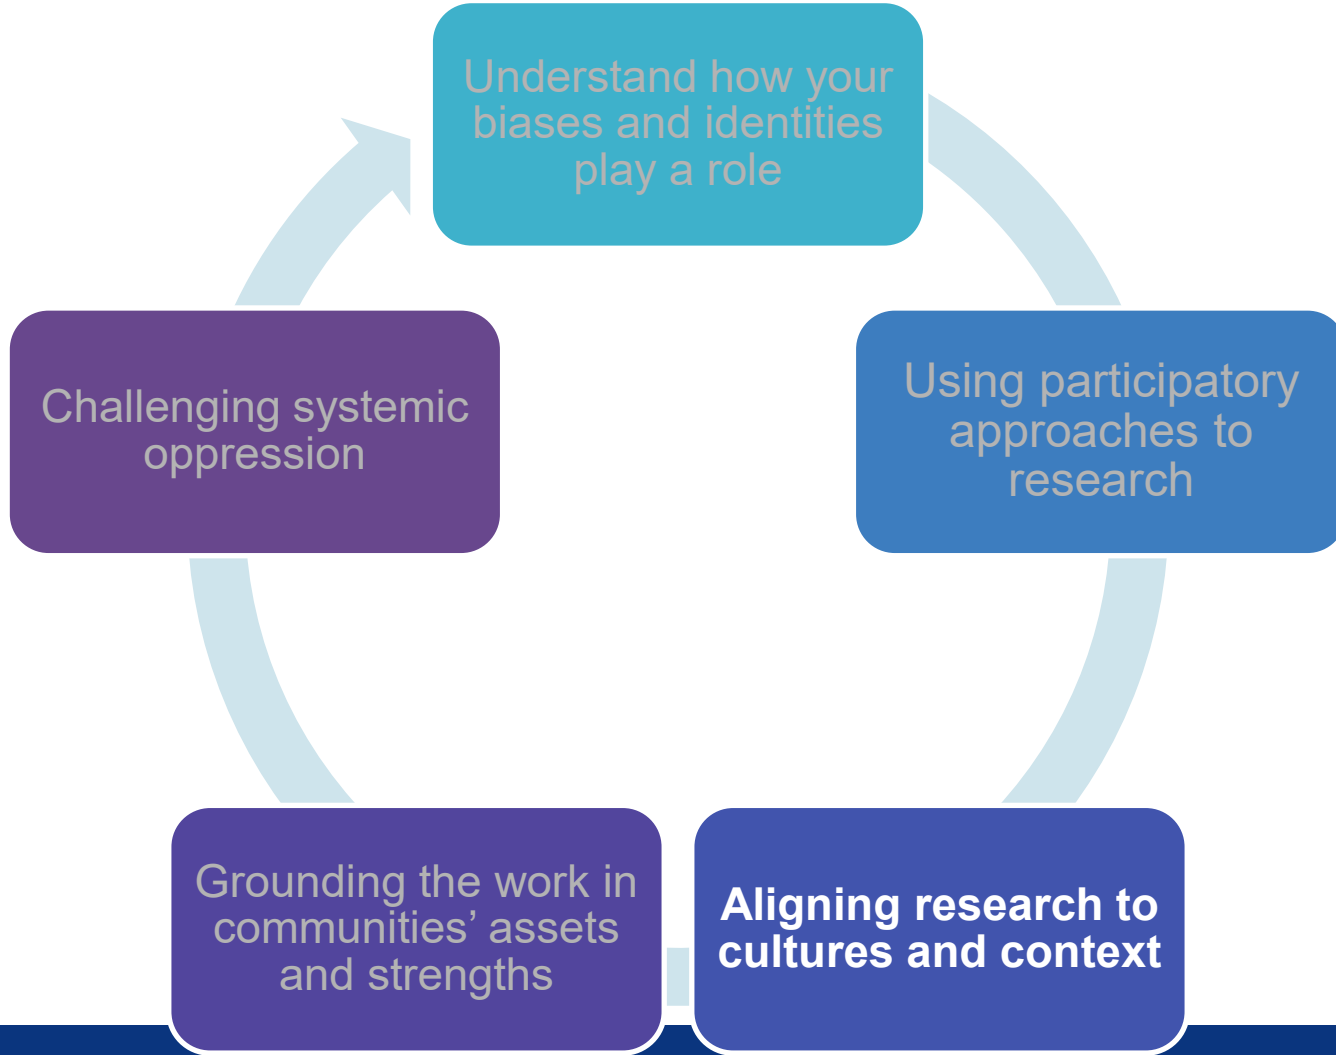 Understand how your
biases and identities
play a role
Using participatory
approaches to
research
Aligning research to
cultures and context
Grounding the work in
communities’ assets
and strengths
Challenging systemic
oppression